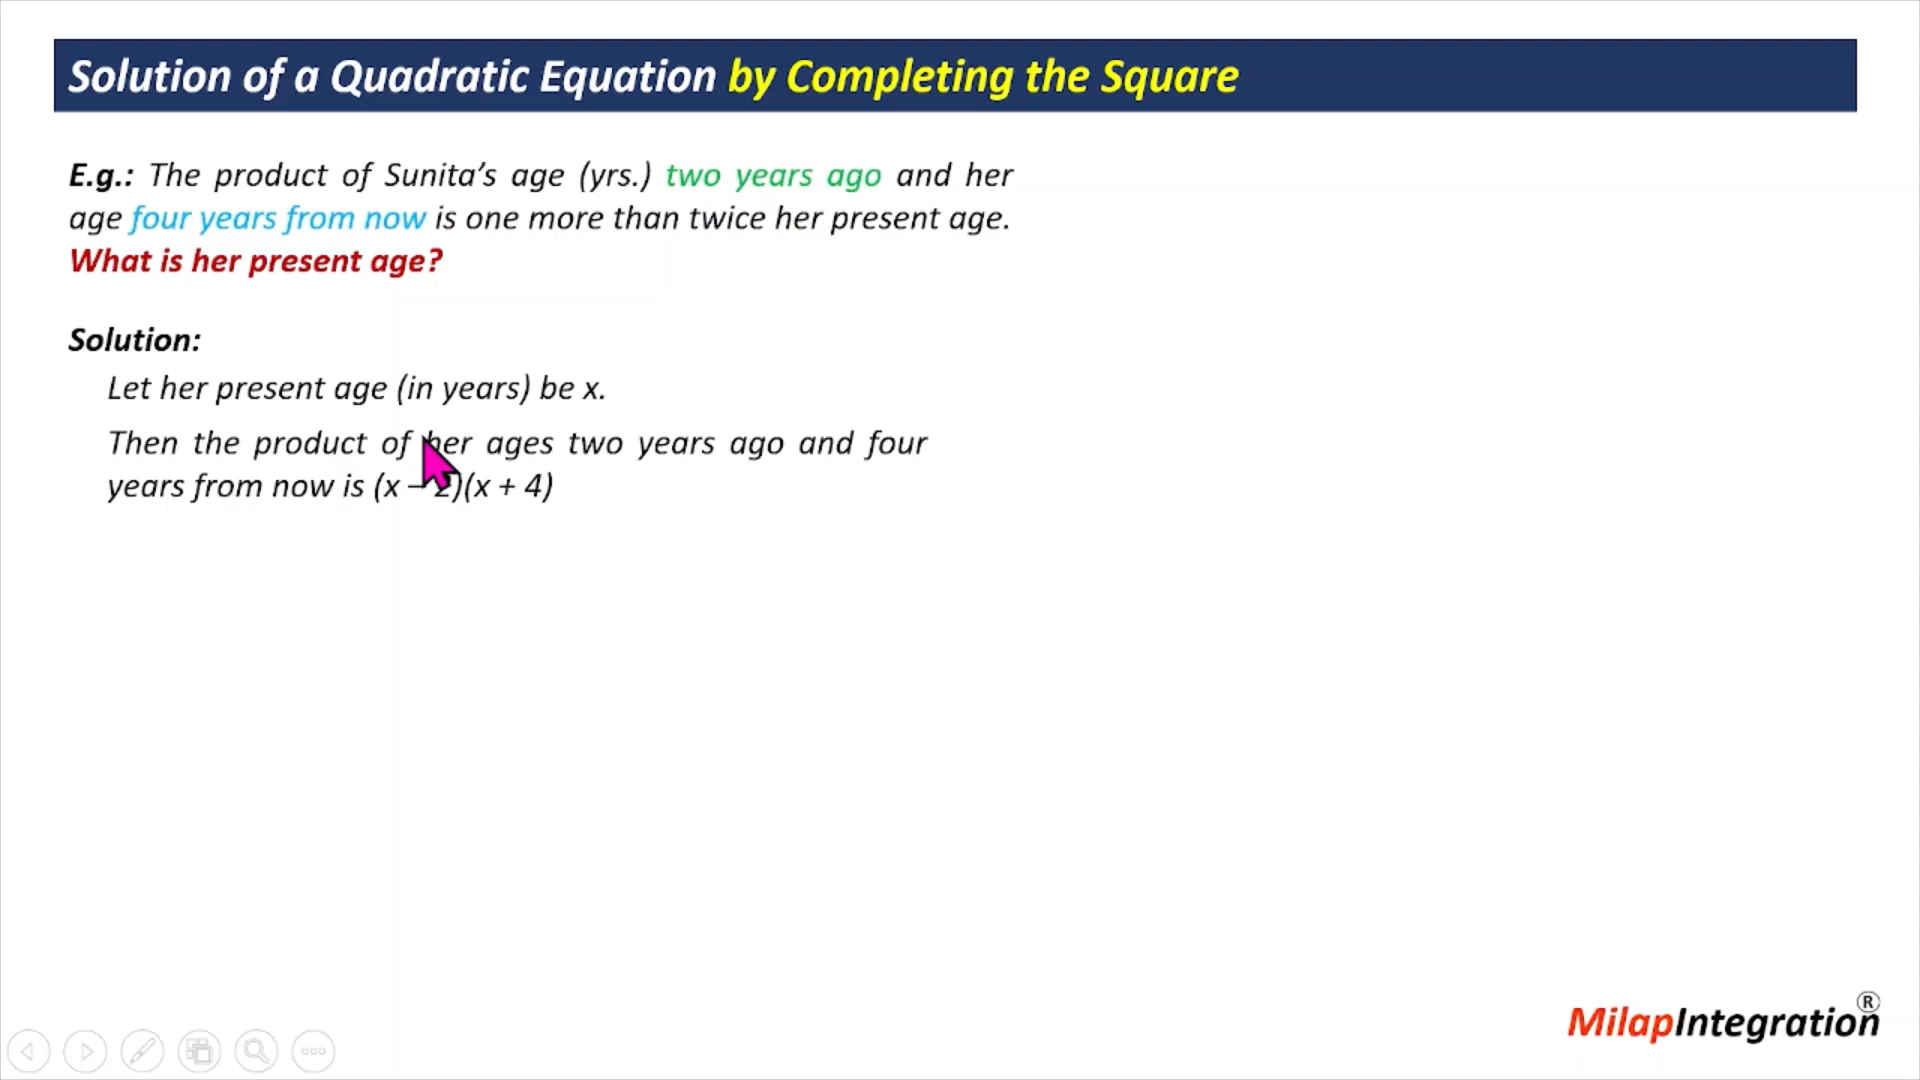 Solution of a Quadratic Equation by Completing the Square
E.g.: The product of Sunita’s age (yrs.) two years ago and her
age four years from now is one more than twice her present age.
What is her present age?
Solution:
Let her present age (in years) be x.
Then the product of her ages two years ago and four
years from now is (x – 2)(x + 4)
MilapIntegration®